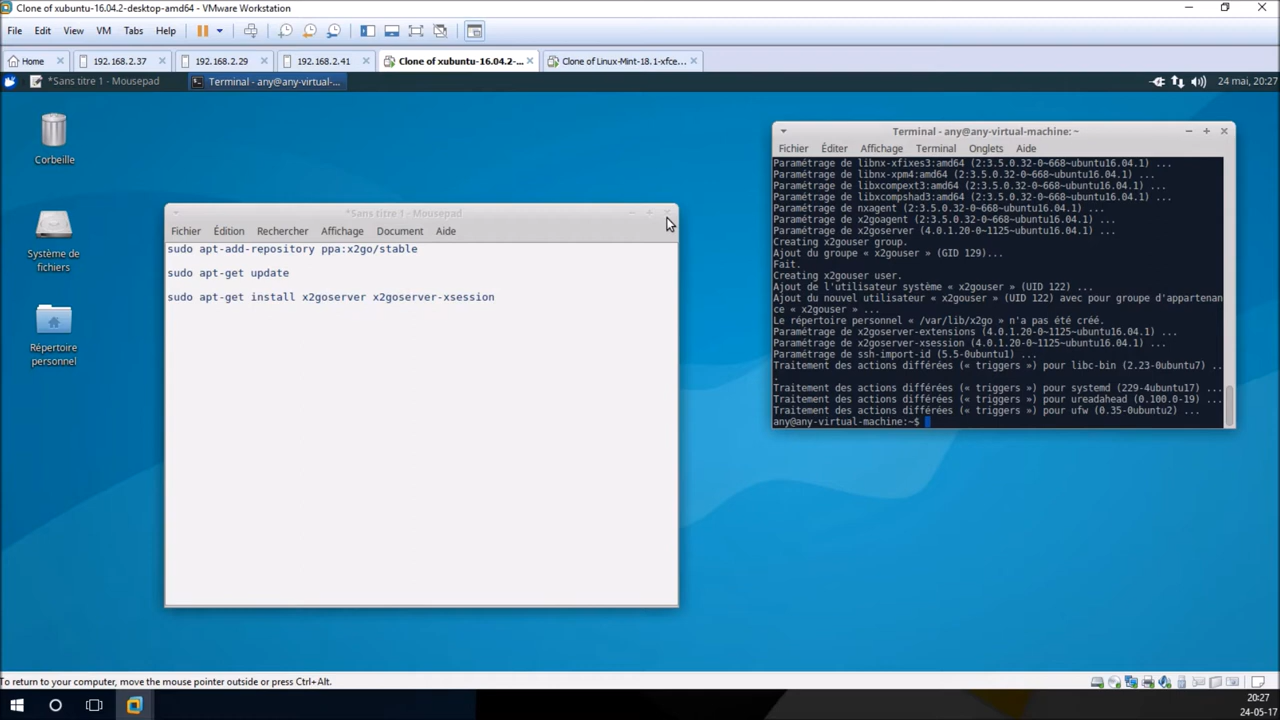 Clone of xubuntu-16.04.2-desktop-amd64 - VMware Workstation
File Edit View VM Tabs Help
Home 192.168.2.37 192.168.2.29 192.168.2.41 Clone of xubuntu-16.04.2-... Clone of Linux-Mint-18.1-xfce...
*Sans titre 1 - Mousepad Terminal - any@any-virtual-... 24 mai, 20:27
Corbeille
Système de
fichiers
Répertoire
personnel
*Sans titre 1 - Mousepad
Fichier Édition Rechercher Affichage Document Aide
sudo apt-add-repository ppa:x2go/stable
sudo apt-get update
sudo apt-get install x2goserver x2goserver-xsession
Terminal - any@any-virtual-machine: ~
Fichier Éditer Affichage Terminal Onglets Aide
Paramétrage de libnx-xfixes3:amd64 (2:3.5.0.32-0~668~ubuntu16.04.1) ...
Paramétrage de libnx-xpm4:amd64 (2:3.5.0.32-0~668~ubuntu16.04.1) ...
Paramétrage de libxcompext3:amd64 (2:3.5.0.32-0~668~ubuntu16.04.1) ...
Paramétrage de libxcompshad3:amd64 (2:3.5.0.32-0~668~ubuntu16.04.1) ...
Paramétrage de nxagent (2:3.5.0.32-0~668~ubuntu16.04.1) ...
Paramétrage de x2goagent (2:3.5.0.32-0~668~ubuntu16.04.1) ...
Paramétrage de x2goserver (4.0.1.20-0~1125~ubuntu16.04.1) ...
Creating x2gouser group.
Ajout du groupe « x2gouser » (GID 129)...
Fait.
Creating x2gouser user.
Ajout de l'utilisateur système « x2gouser » (UID 122) ...
Ajout du nouvel utilisateur « x2gouser » (UID 122) avec pour groupe d'appartenan
ce « x2gouser » ...
Le répertoire personnel « /var/lib/x2go » n'a pas été créé.
Paramétrage de x2goserver-extensions (4.0.1.20-0~1125~ubuntu16.04.1) ...
Paramétrage de x2goserver-xsession (4.0.1.20-0~1125~ubuntu16.04.1) ...
Paramétrage de ssh-import-id (5.5-0ubuntu1) ...
Traitement des actions différées (« triggers ») pour libc-bin (2.23-0ubuntu7) ..
.
Traitement des actions différées (« triggers ») pour systemd (229-4ubuntu17) ...
Traitement des actions différées (« triggers ») pour ureadahead (0.100.0-19) ...
Traitement des actions différées (« triggers ») pour ufw (0.35-0ubuntu2) ...
any@any-virtual-machine:~$
To return to your computer, move the mouse pointer outside or press Ctrl+Alt.
20:27
24-05-17